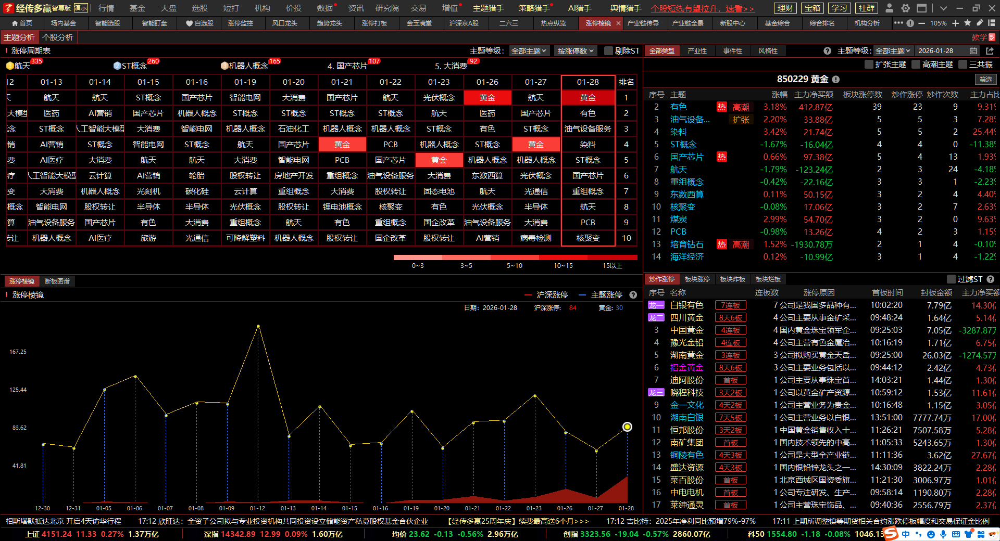 经传多赢智尊版 演示 行情 基金 大盘 选股 短打 机构 价投 数据 资讯 研究院 交易 增值 主题猎手 策略猎手 AI猎手 舆情猎手 个股短线有望拉升，速看>> 理财 宝箱 学习 社群
首页 场内基金 智能选股 智能盯盘 自选股 涨停监控 风口龙头 趋势龙头 涨停打板 金玉满堂 沪深京A股 二六三 热点纵览 涨停棱镜 产业链传导 产业链全景 新股中心 基金综合 综合排名 机构分析 105%
主题分析 个股分析 教学
涨停周期表 主题等级： 全部主题 按涨停数 剔除ST
1航天 335 2ST概念 260 3机器人概念 165 4. 国产芯片 107 5. 大消费 92
12 01-13 01-14 01-15 01-16 01-19 01-20 01-21 01-22 01-23 01-26 01-27 01-28 排名
天 航天 航天 ST概念 国产芯片 智能电网 大消费 国产芯片 航天 光伏概念 黄金 航天 黄金 1
大模型 医药 AI营销 国产芯片 机器人概念 ST概念 ST概念 ST概念 ST概念 航天 医药 国产芯片 有色 2
念 ST概念 人工智能大模型 大消费 智能电网 机器人概念 石油化工 机器人概念 机器人概念 ST概念 有色 ST概念 油气设备服务 3
销 AI营销 ST概念 智能电网 ST概念 航天 国产芯片 黄金 PCB 机器人概念 ST概念 黄金 染料 4
费 AI医疗 大消费 航天 航天 大消费 智能电网 PCB 国产芯片 黄金 机器人概念 机器人概念 ST概念 5
疗 人工智能大模型 云计算 AI营销 轮胎 股权转让 房地产开发 重组概念 油气设备服务 大消费 东数西算 光伏概念 国产芯片 6
变 大消费 机器人概念 光刻机 碳化硅 云计算 重组概念 大消费 股权转让 固态电池 航天 光通信 重组概念 7
概念 智能电网 股权转让 半导体 半导体 光伏概念 股权转让 锂电池概念 核聚变 有色 光伏概念 半导体 航天 8
算 油气设备服务 国产芯片 有色 大消费 重组概念 航天 有色 重组概念 国企改革 油气设备服务 大消费 PCB 9
转让 机器人概念 AI医疗 旅游 光通信 可降解塑料 机器人概念 股权转让 国企改革 股权转让 AI营销 病毒检测 核聚变 10
0~3 3~5 5~10 10~15 15以上
涨停棱镜 断板图谱
涨停棱镜 沪深涨停 主题涨停
日期：2026-01-28 沪深涨停：84 黄金：30
167.25
125.44
83.62
41.81
12-30 12-31 01-05 01-06 01-07 01-08 01-09 01-12 01-13 01-14 01-15 01-16 01-19 01-20 01-21 01-22 01-23 01-26 01-27 01-28
全部类型 产业性 事件性 风格性 主题等级： 全部主题 2026-01-28
扩张主题 高潮主题 三共振
850229 黄金 筛选
序号 主题 涨幅 主力净买额 板块涨停数 炒作涨停 炒作次数 主力占比
2 有色 热 高潮 3.18% 412.87亿 39 23 9 9.31%
3 油气设备... 扩张 2.20% 33.88亿 5 5 3 7.28%
4 染料 3.42% 21.74亿 5 5 2 25.44%
5 ST概念 -1.67% -16.04亿 4 4 0 -11.38%
6 国产芯片 热 0.66% 97.38亿 5 4 13 1.93%
7 航天 -1.79% -123.24亿 2 3 24 -4.18%
8 重组概念 -0.42% -22.16亿 3 3 1 -2.23%
9 东数西算 0.11% 50.15亿 3 2 4 4.40%
10 核聚变 -0.08% 17.06亿 3 2 7 2.63%
11 煤炭 2.99% 54.70亿 3 2 0 9.63%
12 PCB -0.98% 13.26亿 4 2 3 1.15%
13 培育钻石 热 高潮 1.52% -1930.78万 2 1 4 -0.10%
14 海洋经济 0.12% -10.99亿 3 1 4 -1.22%
炒作涨停 板块涨停 板块炸板 板块烂板 过滤ST
序号 名称 连板数 涨停原因 首板时间 封板金额 主力净买额
龙一 白银有色 7连板 7 公司是我国多品种有... 10:02:20 7.79亿 14.30亿
龙二 四川黄金 8天6板 4 公司主要从事金矿采... 09:48:24 1.64亿 5.14亿
3 中国黄金 4连板 4 国内黄金珠宝领军企... 09:25:03 7.05亿 -3287.87万
4 豫光金铅 4连板 4 公司主营有色金属冶... 10:16:19 1.71亿 6.75亿
5 湖南黄金 3连板 3 公司拟购买黄金天岳... 09:25:00 26.03亿 -1274.57万
6 招金黄金 8天6板 3 公司主要业务包括以... 09:44:12 2.42亿 4.73亿
7 迪阿股份 首板 1 公司主要从事珠宝首... 14:03:21 1.44亿 1.30亿
龙三 晓程科技 3天2板 1 公司以黄金矿产资源... 10:59:12 1.53亿 11.61亿
9 金一文化 4天2板 1 公司主营业务为贵金... 10:16:48 1.15亿 3.05亿
10 湖南白银 7天5板 1 公司主营业务以白银... 13:51:00 7777.74万 17.00亿
11 恒邦股份 3天2板 1 中国黄金销售收入十... 11:26:21 7507.58万 5.28亿
12 南矿集团 首板 1 国内技术领先的中高... 11:05:33 5243.65万 1.30亿
13 铜陵有色 4天3板 1 公司是大型全产业链... 11:11:36 3.62亿 27.67亿
14 盛达资源 4天3板 1 国内银铅锌龙头之一... 14:30:09 3822.24万 2.28亿
15 菜百股份 首板 1 北京西城区国资委旗... 11:21:30 3006.97万 1.01亿
16 中电电机 首板 1 公司专注研发、生产... 09:58:14 1190.80万 2.28亿
17 莱绅通灵 首板 1 公司主营珠宝饰品、... 09:40:36 2556.79万 2.37亿
相斯塔默抵达北京 开启4天访华行程 17:12 欣旺达：全资子公司拟与专业投资机构共同投资设立储能资产私募股权基金合伙企业 【经传多赢25周年庆】续费最高送6个月>>> 17:12 吉比特：2025年净利同比预增79%-97% 17:11 上期所调整镍等期货相关合约涨跌停板幅度和交易保证金比例
上证 4151.24 11.33 0.27% 1.37万亿 深指 14342.89 12.99 0.09% 1.60万亿 均价 23.62 -0.13 -0.56% 2.96万亿 创指 3323.56 -19.04 -0.57% 2860.07亿 科50 1554.80 -1.18 -0.08% 1046.13
中